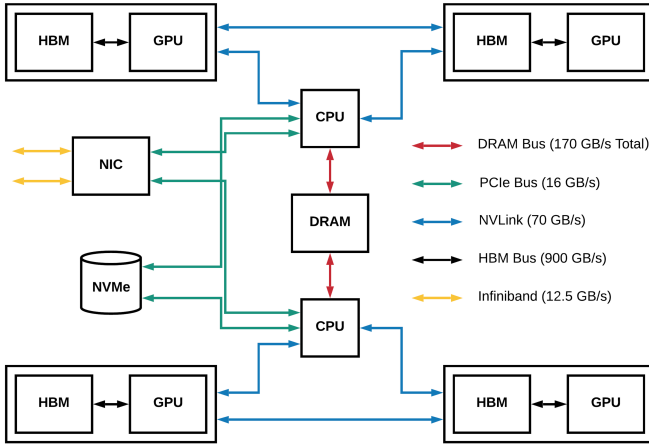 HBM
GPU
HBM
GPU
CPU
DRAM Bus (170 GB/s Total)
NIC
PCIe Bus (16 GB/s)
DRAM
NVLink (70 GB/s)
HBM Bus (900 GB/s)
NVMe
Infiniband (12.5 GB/s)
CPU
HBM
GPU
HBM
GPU